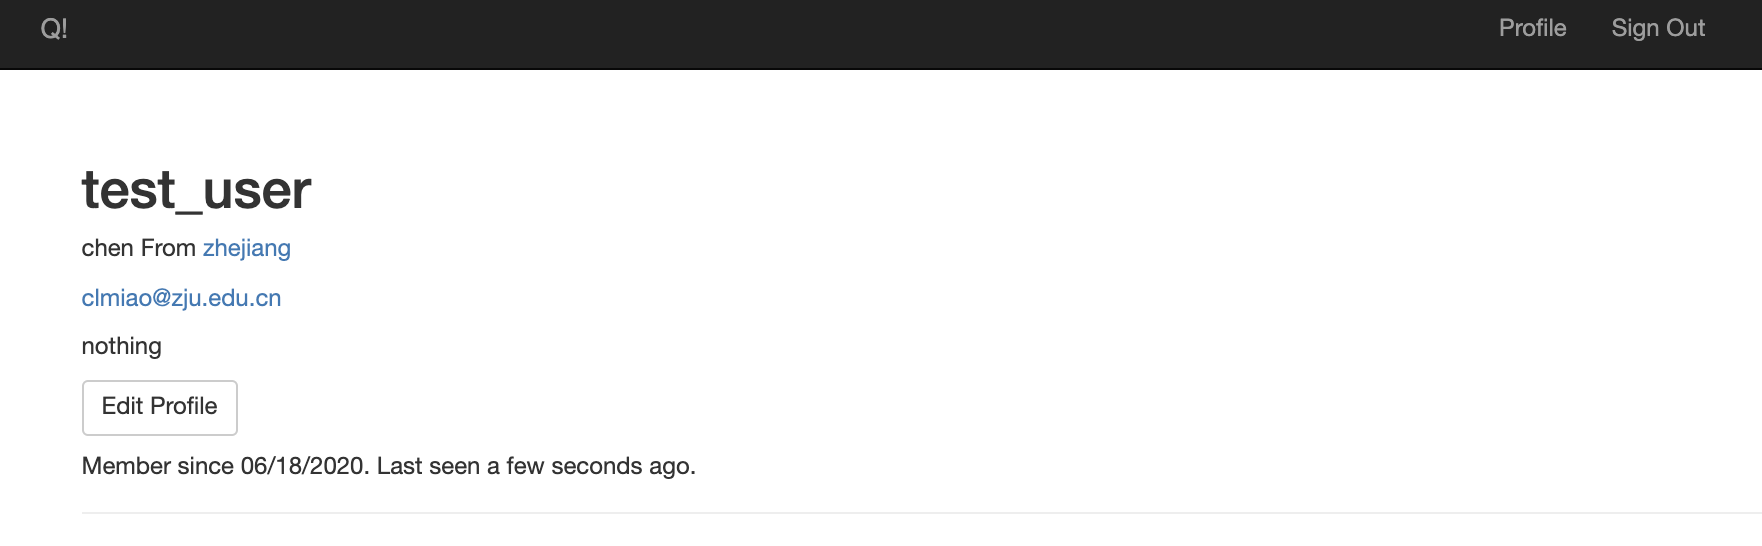 Q! Profile Sign Out
test_user
chen From zhejiang
clmiao@zju.edu.cn
nothing
Edit Profile
Member since 06/18/2020. Last seen a few seconds ago.